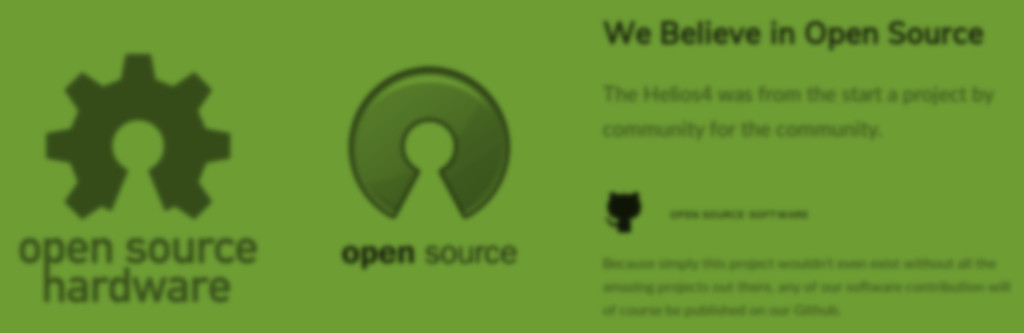 open source
hardware
open source
We Believe in Open Source
The Helios4 was from the start a project by
community for the community.
OPEN SOURCE SOFTWARE
Because simply this project wouldn't even exist without all the
amazing projects out there, any of our software contribution will
of course be published on our Github.